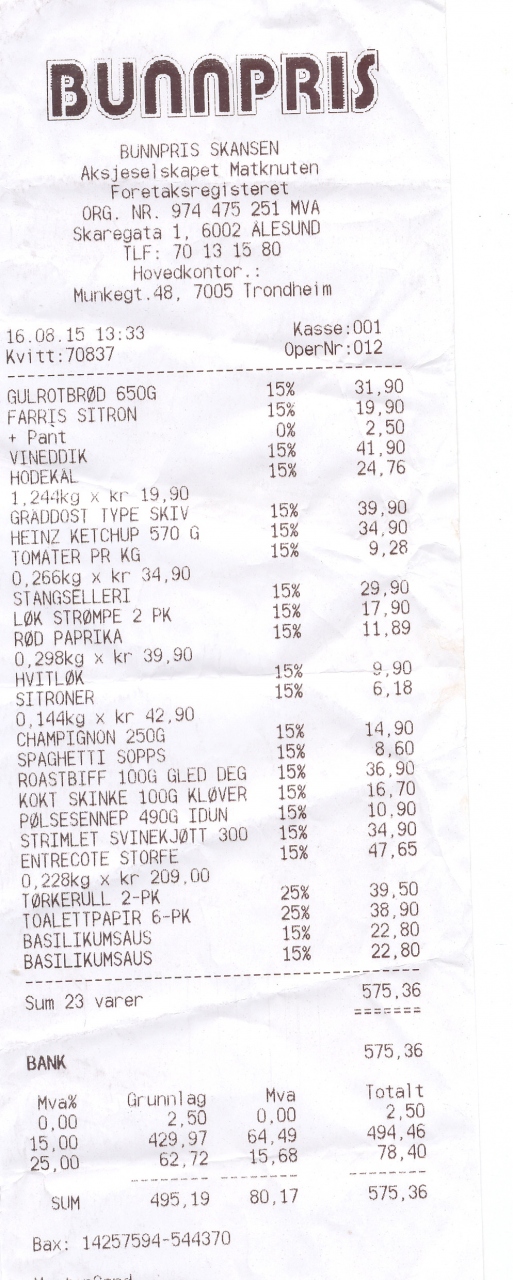 BUNNPRIS
BUNNPRIS SKANSEN
Aksjeselskapet Matknuten
Foretaksregisteret
ORG. NR. 974 475 251 MVA
Skaregata 1, 6002 ÅLESUND
TLF: 70 13 15 80
Hovedkontor.:
Munkegt.48, 7005 Trondheim
16.08.15 13:33 Kasse:001
Kvitt:70837 OperNr:012
GULROTBRØD 650G 15% 31,90
FARRIS SITRON 15% 19,90
+ Pant 0% 2,50
VINEDDIK 15% 41,90
HODEKÅL 15% 24,76
1,244kg x kr 19,90
GRÅDDOST TYPE SKIV 15% 39,90
HEINZ KETCHUP 570 G 15% 34,90
TOMATER PR KG 15% 9,28
0,266kg x kr 34,90
STANGSELLERI 15% 29,90
LØK STRØMPE 2 PK 15% 17,90
RØD PAPRIKA 15% 11,89
0,298kg x kr 39,90
HVITLØK 15% 9,90
SITRONER 15% 6,18
0,144kg x kr 42,90
CHAMPIGNON 250G 15% 14,90
SPAGHETTI SOPPS 15% 8,60
ROASTBIFF 100G GLED DEG 15% 36,90
KOKT SKINKE 100G KLØVER 15% 16,70
PØLSESENNEP 490G IDUN 15% 10,90
STRIMLET SVINEKJØTT 300 15% 34,90
ENTRECOTE STORFE 15% 47,65
0,228kg x kr 209,00
TØRKERULL 2-PK 25% 39,50
TOALETTPAPIR 6-PK 25% 38,90
BASILIKUMSAUS 15% 22,80
BASILIKUMSAUS 15% 22,80
Sum 23 varer 575,36
=======
BANK 575,36
Mva% Grunnlag Mva Totalt
0,00 2,50 0,00 2,50
15,00 429,97 64,49 494,46
25,00 62,72 15,68 78,40
SUM 495,19 80,17 575,36
Bax: 14257594-544370